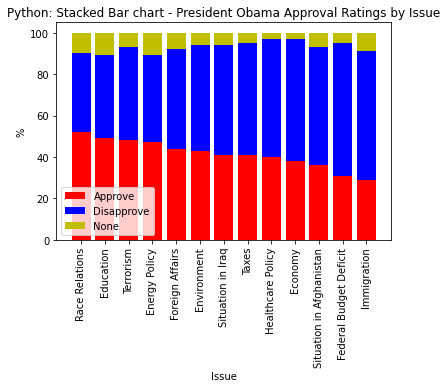 Python: Stacked Bar chart - President Obama Approval Ratings by Issue
100
80
60
40
20
0
%
Approve
Disapprove
None
Race Relations
Education
Terrorism
Energy Policy
Foreign Affairs
Environment
Situation in Iraq
Taxes
Healthcare Policy
Economy
Situation in Afghanistan
Federal Budget Deficit
Immigration
Issue